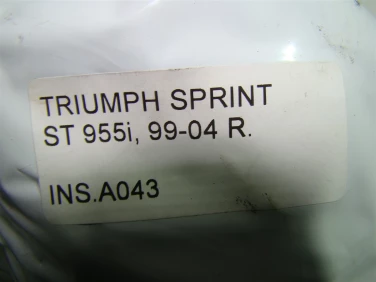 TRIUMPH SPRINT
ST 955i, 99-04 R.
INS.A043